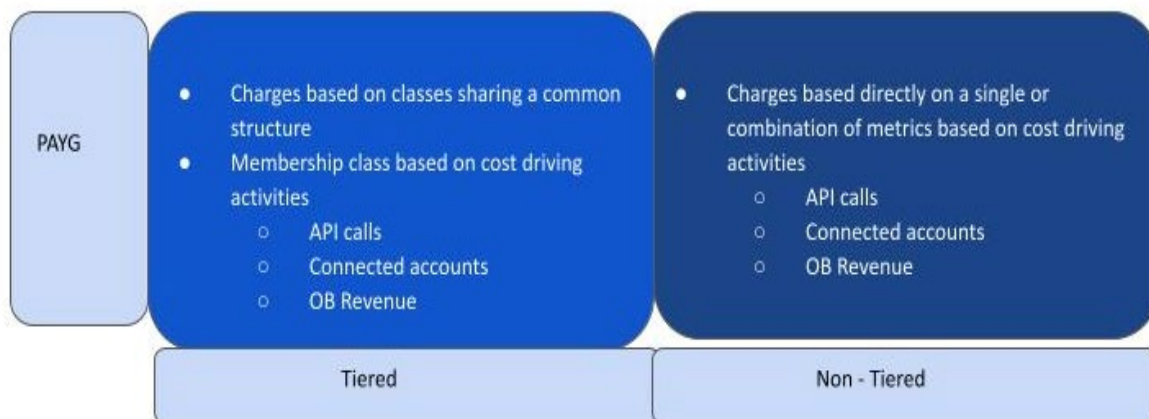 PAYG
● Charges based on classes sharing a common
structure
● Membership class based on cost driving
activities
○ API calls
○ Connected accounts
○ OB Revenue
● Charges based directly on a single or
combination of metrics based on cost driving
activities
○ API calls
○ Connected accounts
○ OB Revenue
Tiered
Non - Tiered